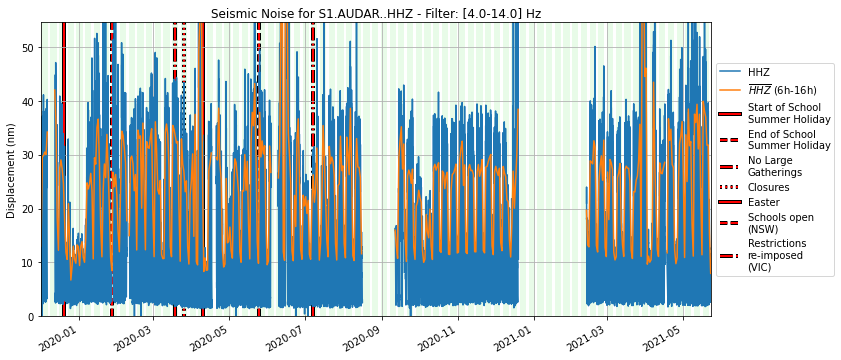 Seismic Noise for S1.AUDAR..HHZ - Filter: [4.0-14.0] Hz
Displacement (nm)
50
40
30
20
10
0
2020-01
2020-03
2020-05
2020-07
2020-09
2020-11
2021-01
2021-03
2021-05
HHZ
HHZ (6h-16h)
Start of School
Summer Holiday
End of School
Summer Holiday
No Large
Gatherings
Closures
Easter
Schools open
(NSW)
Restrictions
re-imposed
(VIC)